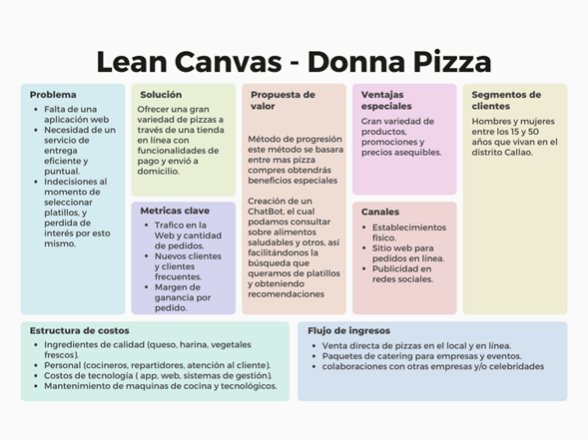 Lean Canvas - Donna Pizza
Problema
• Falta de una
aplicación web
• Necesidad de un
servicio de
entrega
eficiente y
puntual.
• Indecisiones al
momento de
seleccionar
platillos, y
perdida de
interés por esto
mismo.
Solución
Ofrecer una gran
variedad de pizzas a
través de una tienda
en línea con
funcionalidades de
pago y envió a
domicilio.
Metricas clave
• Trafico en la
Web y cantidad
de pedidos.
• Nuevos clientes
y clientes
frecuentes.
• Margen de
ganancia por
pedido.
Propuesta de
valor
Método de progresión
este método se basara
entre mas pizza
compres obtendrás
beneficios especiales
Creación de un
ChatBot, el cual
podamos consultar
sobre alimentos
saludables y otros, así
facilitándonos la
búsqueda que
queramos de platillos
y obteniendo
recomendaciones
Ventajas
especiales
Gran variedad de
productos,
promociones y
precios asequibles.
Canales
• Establecimientos
físico.
• Sitio web para
pedidos en línea.
• Publicidad en
redes sociales.
Segmentos de
clientes
Hombres y mujeres
entre los 15 y 50
años que vivan en el
distrito Callao.
Estructura de costos
• Ingredientes de calidad (queso, harina, vegetales
frescos).
• Personal (cocineros, repartidores, atención al cliente).
• Costos de tecnología ( app, web, sistemas de gestión).
• Mantenimiento de maquinas de cocina y tecnológicos.
Flujo de ingresos
• Venta directa de pizzas en el local y en línea.
• Paquetes de catering para empresas y eventos.
• colaboraciones con otras empresas y/o celebridades